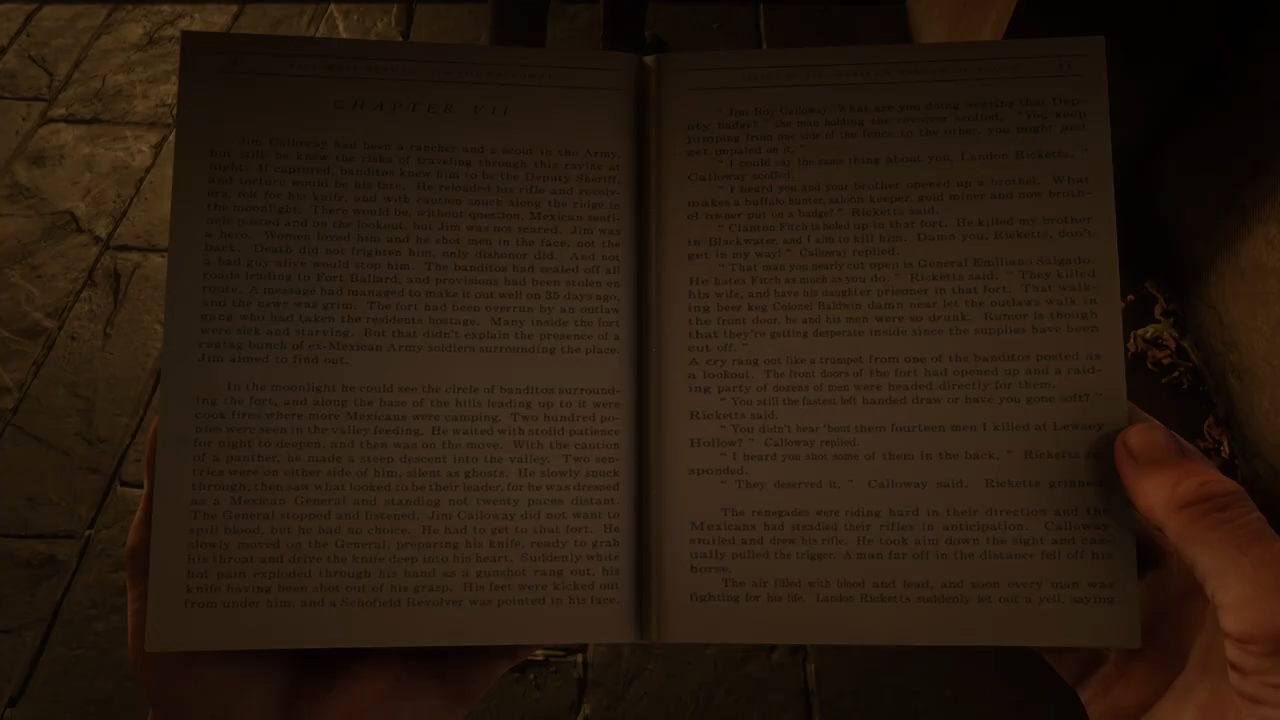 CHAPTER VII
Jim Calloway had been a rancher and a scout in the Army,
but still, he knew the risks of traveling through this ravine at
night. If captured, banditos knew him to be the Deputy Sheriff,
and torture would be his fate. He reloaded his rifle and revolv-
ers, felt for his knife, and with caution snuck along the ridge in
the moonlight. There would be, without question, Mexican senti-
nels posted and on the lookout, but Jim was not scared. Jim was
a hero. Women loved him and he shot men in the face, not the
back. Death did not frighten him, only dishonor did. And not
a bad guy alive would stop him. The banditos had sealed off all
roads leading to Fort Ballard, and provisions had been stolen en
route. A message had managed to make it out well on 35 days ago,
and the news was grim. The fort had been overrun by an outlaw
gang who had taken the residents hostage. Many inside the fort
were sick and starving. But that didn't explain the presence of a
ragtag bunch of ex-Mexican Army soldiers surrounding the place.
Jim aimed to find out.
In the moonlight he could see the circle of banditos surround-
ing the fort, and along the base of the hills leading up to it were
cook fires where more Mexicans were camping. Two hundred po-
nies were seen in the valley feeding. He waited with stolid patience
for night to deepen, and then was on the move. With the caution
of a panther, he made a steep descent into the valley. Two sen-
tries were on either side of him, silent as ghosts. He slowly snuck
through, then saw what looked to be their leader, for he was dressed
as a Mexican General and standing not twenty paces distant.
The General stopped and listened. Jim Calloway did not want to
spill blood, but he had no choice. He had to get to that fort. He
slowly moved on the General, preparing his knife, ready to grab
his throat and drive the knife deep into his heart. Suddenly white
hot pain exploded through his hand as a gunshot rang out, his
knife having been shot out of his grasp. His feet were kicked out
from under him, and a Schofield Revolver was pointed in his face.
" Jim Boy Calloway. What are you doing wearing that Dep-
uty badge? " the man holding the revolver scoffed. "You keep
jumping from one side of the fence to the other, you might just
get impaled on it. "
" I could say the same thing about you, Landon Ricketts, "
Calloway scoffed.
" I heard you and your brother opened up a brothel. What
makes a buffalo hunter, saloon keeper, gold miner and now broth-
el owner put on a badge? " Ricketts said.
" Clanton Fitch is holed up in that fort. He killed my brother
in Blackwater, and I aim to kill him. Damn you, Ricketts, don't
get in my way! " Calloway replied.
" That man you nearly cut open is General Emiliano Salgado.
He hates Fitch as much as you do, " Ricketts said. " They killed
his wife, and have his daughter prisoner in that fort. That walk-
ing beer keg Colonel Baldwin damn near let the outlaws walk in
the front door, he and his men were so drunk. Rumor is though
that they're getting desperate inside since the supplies have been
cut off. "
A cry rang out like a trumpet from one of the banditos posted as
a lookout. The front doors of the fort had opened up and a raid-
ing party of dozens of men were headed directly for them.
" You still the fastest left handed draw or have you gone soft? "
Ricketts said.
" You didn't hear 'bout them fourteen men I killed at Lewney
Hollow? " Calloway replied.
" I heard you shot some of them in the back, " Ricketts re-
sponded.
" They deserved it, " Calloway said. Ricketts grinned.
The renegades were riding hard in their direction and the
Mexicans had steadied their rifles in anticipation. Calloway
smiled and drew his rifle. He took aim down the sight and cas-
ually pulled the trigger. A man far off in the distance fell off his
horse.
The air filled with blood and lead, and soon every man was
fighting for his life. Landon Ricketts suddenly let out a yell, saying